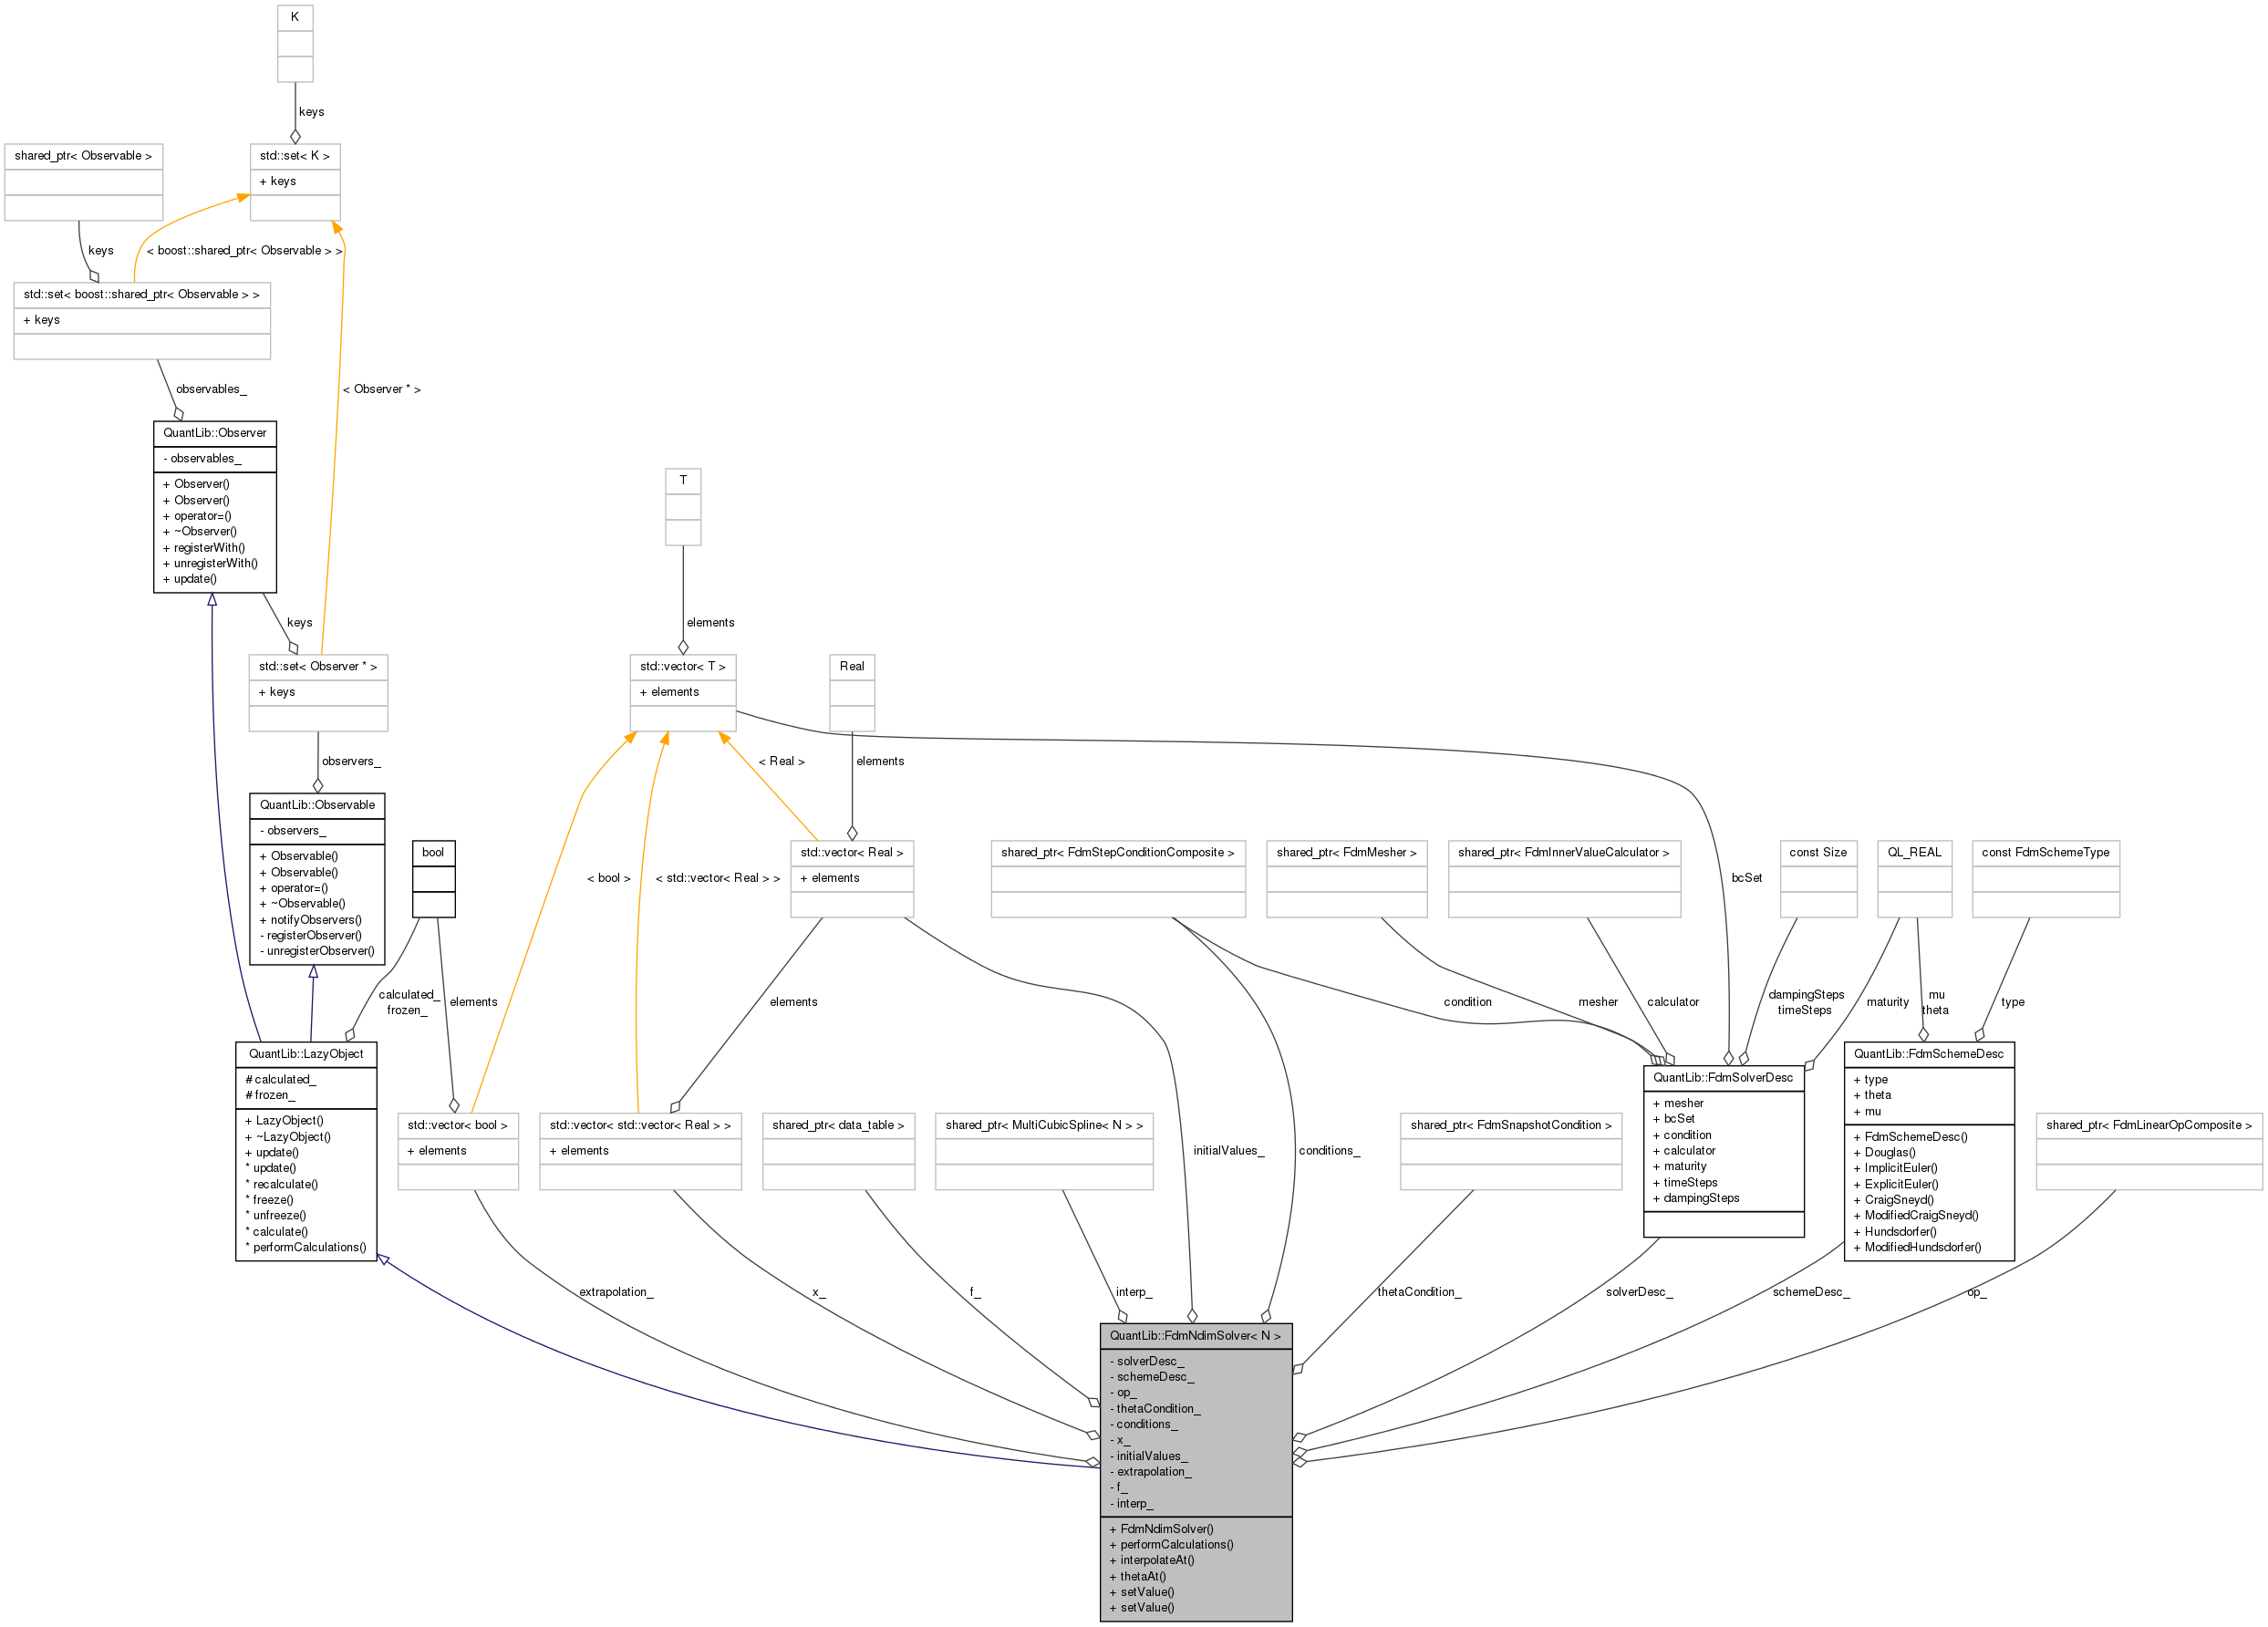 K
keys
shared_ptr< Observable >
std::set< K >
+ keys
keys
< boost::shared_ptr< Observable > >
std::set< boost::shared_ptr< Observable > >
+ keys
observables_
< Observer * >
QuantLib::Observer
- observables_
+ Observer()
+ Observer()
+ operator=()
+ ~Observer()
+ registerWith()
+ unregisterWith()
+ update()
T
keys
elements
std::set< Observer * >
+ keys
std::vector< T >
+ elements
Real
observers_
< Real >
elements
QuantLib::Observable
- observers_
+ Observable()
+ Observable()
+ operator=()
+ ~Observable()
+ notifyObservers()
- registerObserver()
- unregisterObserver()
bool
< bool >
< std::vector< Real > >
std::vector< Real >
+ elements
shared_ptr< FdmStepConditionComposite >
shared_ptr< FdmMesher >
shared_ptr< FdmInnerValueCalculator >
bcSet
const Size
QL_REAL
const FdmSchemeType
calculated_
frozen_
elements
elements
condition
mesher
calculator
dampingSteps
timeSteps
maturity
mu
theta
type
QuantLib::LazyObject
# calculated_
# frozen_
+ LazyObject()
+ ~LazyObject()
+ update()
* update()
* recalculate()
* freeze()
* unfreeze()
* calculate()
* performCalculations()
std::vector< bool >
+ elements
std::vector< std::vector< Real > >
+ elements
shared_ptr< data_table >
shared_ptr< MultiCubicSpline< N > >
initialValues_
conditions_
shared_ptr< FdmSnapshotCondition >
QuantLib::FdmSolverDesc
+ mesher
+ bcSet
+ condition
+ calculator
+ maturity
+ timeSteps
+ dampingSteps
QuantLib::FdmSchemeDesc
+ type
+ theta
+ mu
+ FdmSchemeDesc()
+ Douglas()
+ ImplicitEuler()
+ ExplicitEuler()
+ CraigSneyd()
+ ModifiedCraigSneyd()
+ Hundsdorfer()
+ ModifiedHundsdorfer()
shared_ptr< FdmLinearOpComposite >
extrapolation_
x_
f_
interp_
thetaCondition_
solverDesc_
schemeDesc_
op_
QuantLib::FdmNdimSolver< N >
- solverDesc_
- schemeDesc_
- op_
- thetaCondition_
- conditions_
- x_
- initialValues_
- extrapolation_
- f_
- interp_
+ FdmNdimSolver()
+ performCalculations()
+ interpolateAt()
+ thetaAt()
+ setValue()
+ setValue()